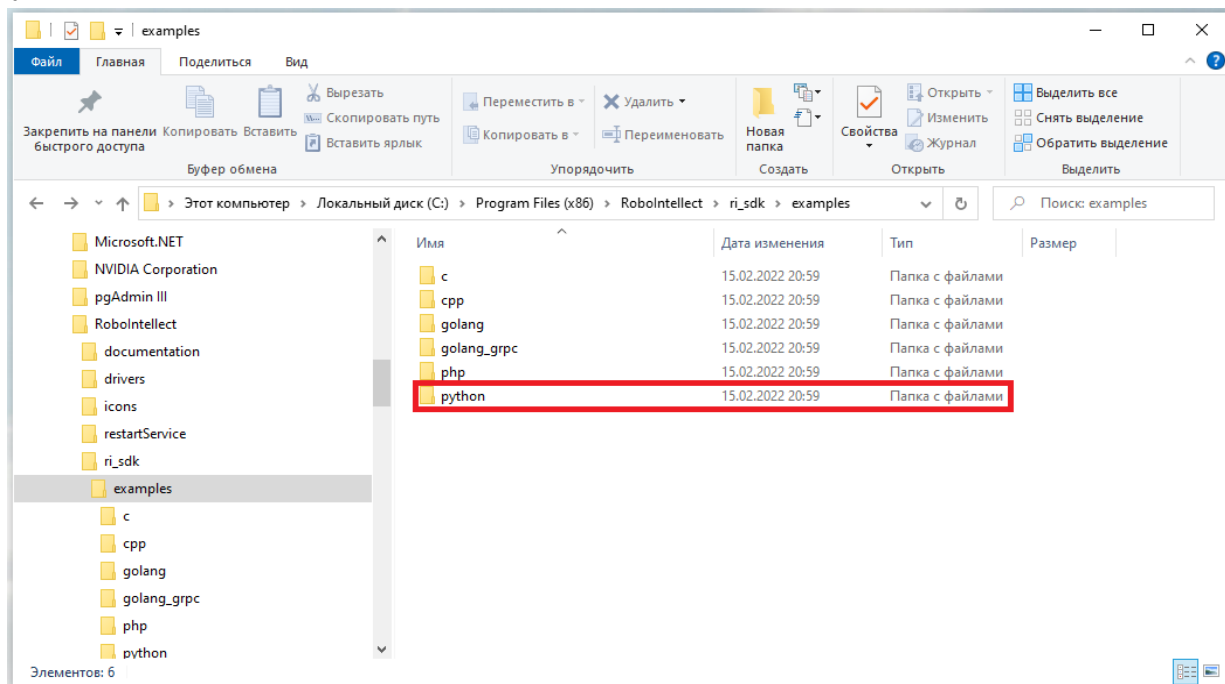 examples
Файл Главная Поделиться Вид
Закрепить на панели быстрого доступа
Копировать
Вставить
Вырезать
Скопировать путь
Вставить ярлык
Буфер обмена
Переместить в
Копировать в
Удалить
Переименовать
Упорядочить
Новая папка
Создать
Свойства
Открыть
Изменить
Журнал
Открыть
Выделить все
Снять выделение
Обратить выделение
Выделить
Этот компьютер › Локальный диск (C:) › Program Files (x86) › RoboIntellect › ri_sdk › examples
Поиск: examples
Microsoft.NET
NVIDIA Corporation
pgAdmin III
RoboIntellect
documentation
drivers
icons
restartService
ri_sdk
examples
c
cpp
golang
golang_grpc
php
python
Имя Дата изменения Тип Размер
c 15.02.2022 20:59 Папка с файлами
cpp 15.02.2022 20:59 Папка с файлами
golang 15.02.2022 20:59 Папка с файлами
golang_grpc 15.02.2022 20:59 Папка с файлами
php 15.02.2022 20:59 Папка с файлами
python 15.02.2022 20:59 Папка с файлами
Элементов: 6